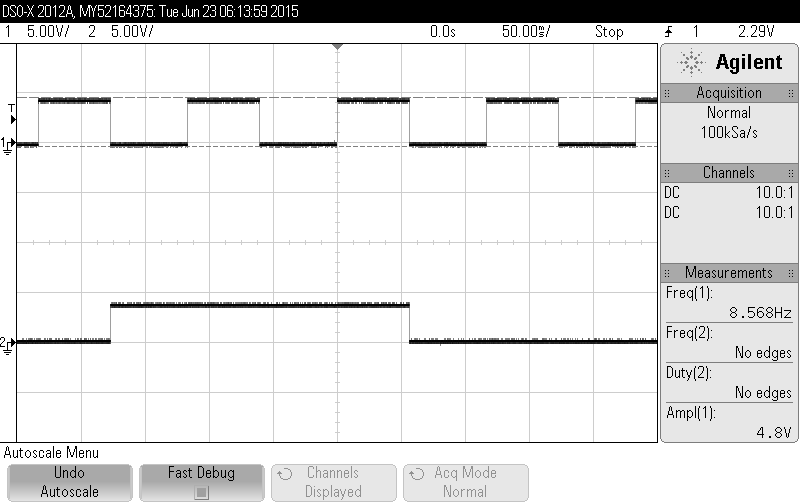 DSO-X 2012A, MY52164375: Tue Jun 23 06:13:59 2015
1 5.00V/ 2 5.00V/ 0.0s 50.00ms/ Stop 1 2.29V
Agilent
Acquisition
Normal
100kSa/s
Channels
DC 10.0:1
DC 10.0:1
Measurements
Freq(1):
8.568Hz
Freq(2):
No edges
Duty(2):
No edges
Ampl(1):
4.8V
T
1
2
Autoscale Menu
Undo
Autoscale
Fast Debug
Channels
Displayed
Acq Mode
Normal